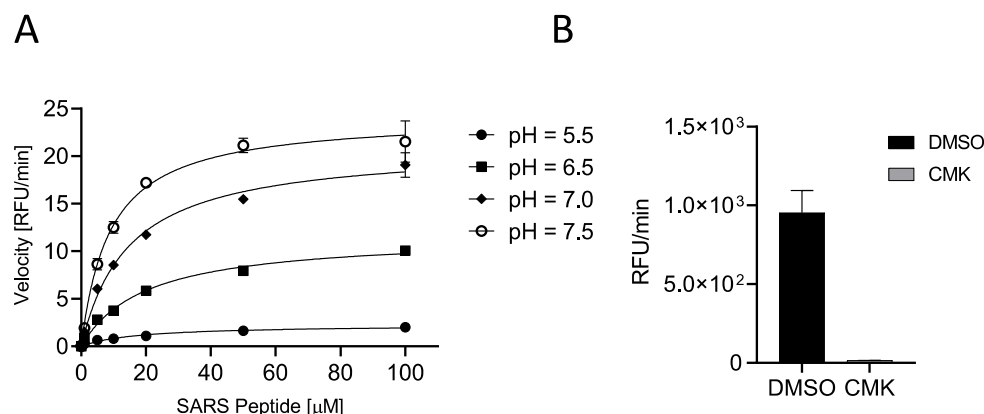 A
B
Velocity [RFU/min]
25
20
15
10
5
0
0 20 40 60 80 100
SARS Peptide [μM]
pH = 5.5
pH = 6.5
pH = 7.0
pH = 7.5
RFU/min
1.5×10³
1.0×10³
5.0×10²
0
DMSO CMK
DMSO
CMK